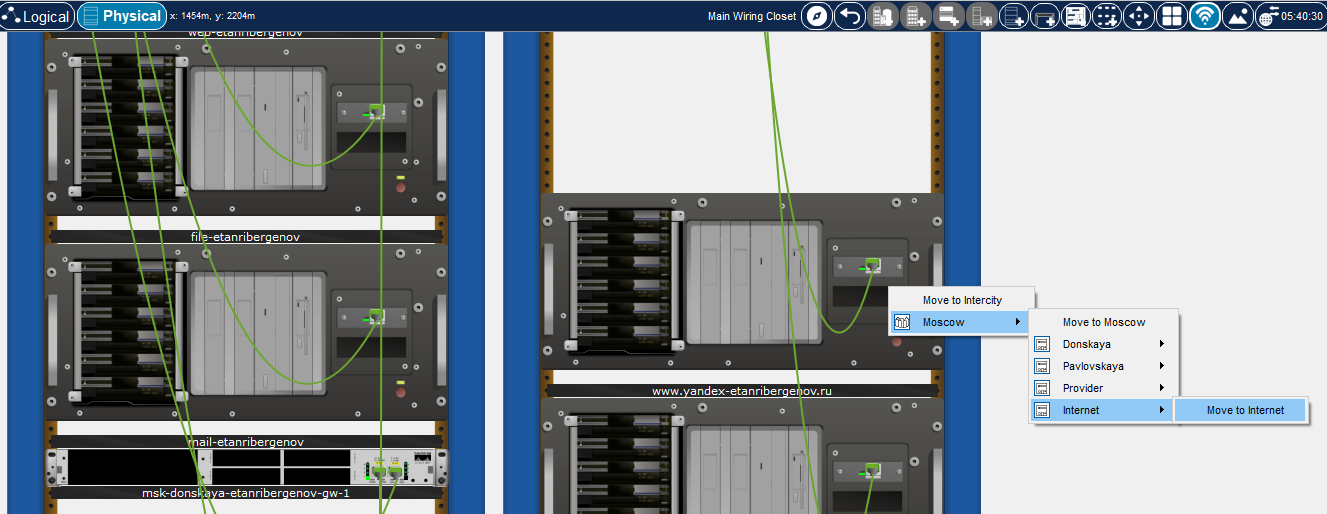 Logical
Physical
x: 1454m, y: 2204m
Main Wiring Closet
05:40:30
web-etanribergenov
file-etanribergenov
mail-etanribergenov
msk-donskaya-etanribergenov-gw-1
www.yandex-etanribergenov.ru
Move to Intercity
Moscow
Move to Moscow
Donskaya
Pavlovskaya
Provider
Internet
Move to Internet